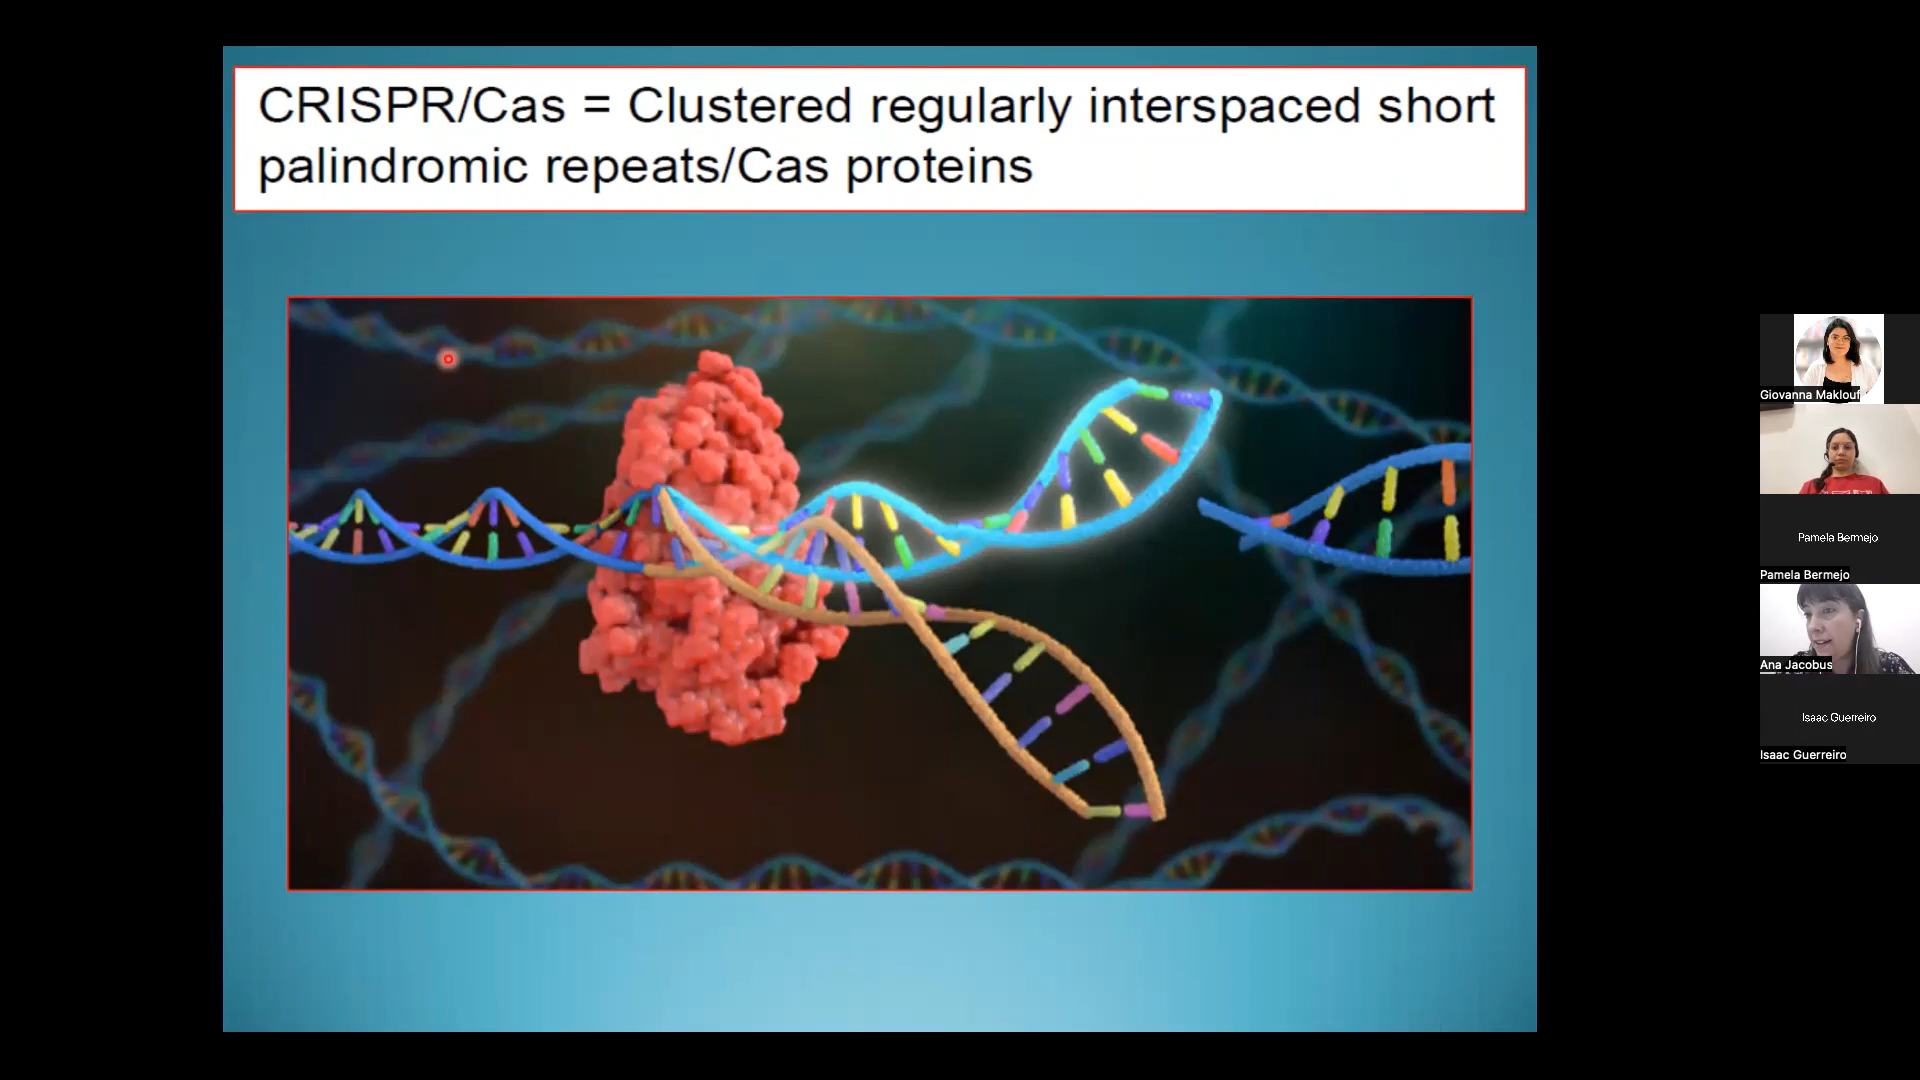 CRISPR/Cas = Clustered regularly interspaced short
palindromic repeats/Cas proteins
Giovanna Maklouf
Pamela Bermejo
Pamela Bermejo
Ana Jacobus
Isaac Guerreiro
Isaac Guerreiro